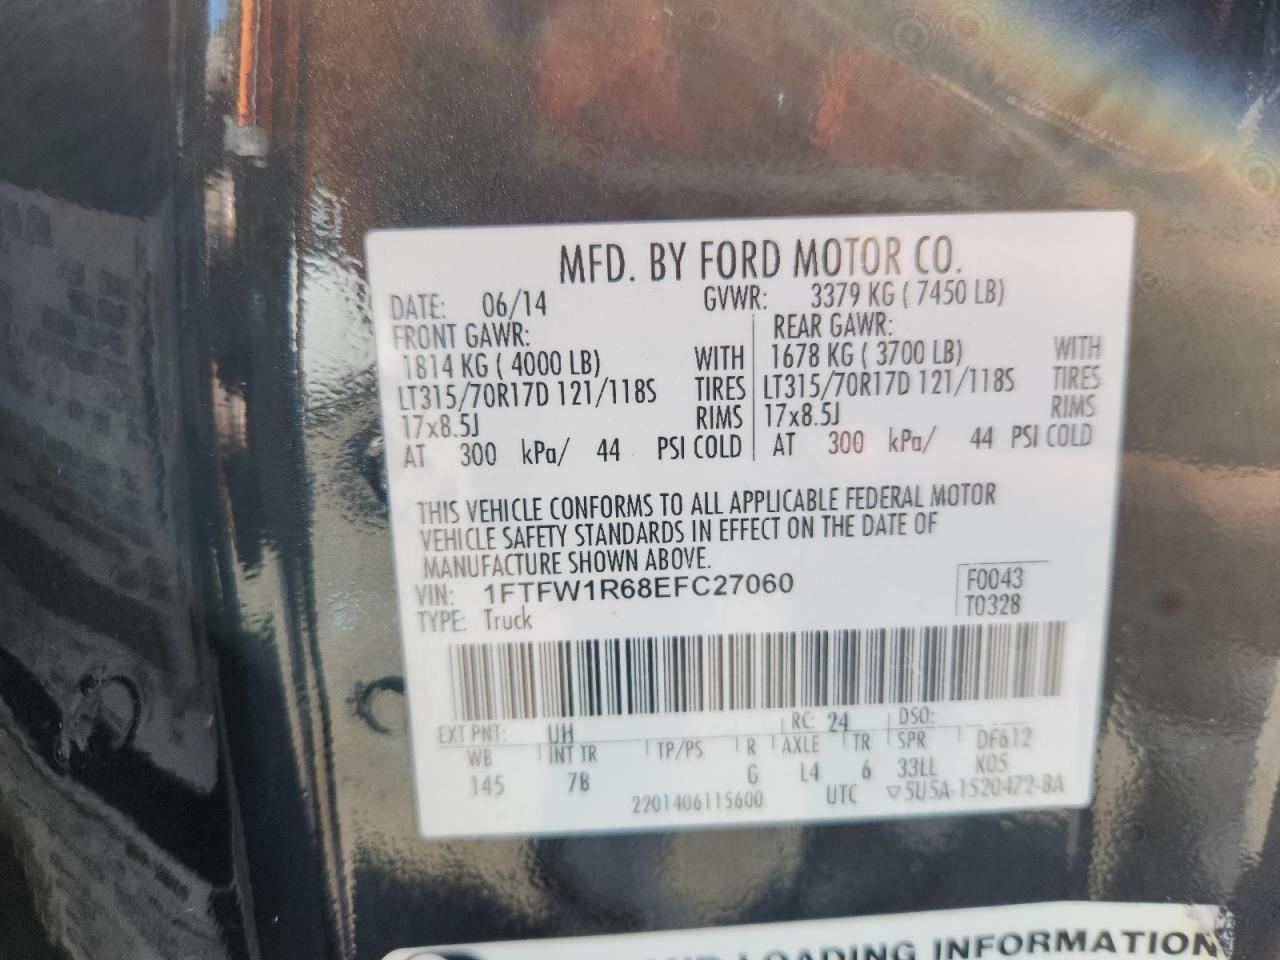 MFD. BY FORD MOTOR CO.
DATE: 06/14 GVWR: 3379 KG ( 7450 LB)
FRONT GAWR: REAR GAWR:
1814 KG ( 4000 LB) WITH 1678 KG ( 3700 LB) WITH
LT315/70R17D 121/118S TIRES LT315/70R17D 121/118S TIRES
17x8.5J RIMS 17x8.5J RIMS
AT 300 kPa/ 44 PSI COLD AT 300 kPa/ 44 PSI COLD
THIS VEHICLE CONFORMS TO ALL APPLICABLE FEDERAL MOTOR
VEHICLE SAFETY STANDARDS IN EFFECT ON THE DATE OF
MANUFACTURE SHOWN ABOVE.
VIN: 1FTFW1R68EFC27060 F0043
TYPE: Truck T0328
EXT PNT: UH RC: 24 DSO:
WB INT TR TP/PS R AXLE TR SPR DF612
145 7B G L4 6 33LL K05
2201406115600 UTC ▽5U5A-1520472-BA
LOADING INFORMATION